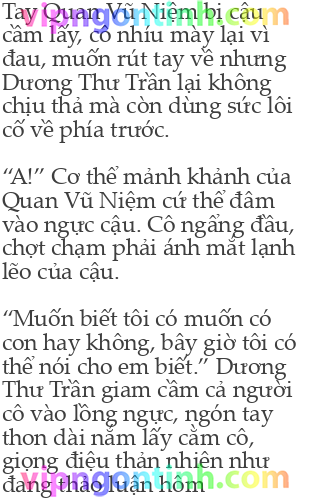 Tay Quan Vũ Niệm bị cậu
cầm lấy, cô nhíu mày lại vì
đau, muốn rút tay về nhưng
Dương Thư Trần lại không
chịu thả mà còn dùng sức lôi
cố về phía trước.
“A!” Cơ thể mảnh khảnh của
Quan Vũ Niệm cứ thế đâm
vào ngực cậu. Cô ngẩng đầu,
chợt chạm phải ánh mắt lạnh
lẽo của cậu.
“Muốn biết tôi có muốn có
con hay không, bây giờ tôi có
thể nói cho em biết.” Dương
Thư Trần giam cầm cả người
cô vào lồng ngực, ngón tay
thon dài nắm lấy cằm cô,
giọng điệu thản nhiên như
đang thảo luận hôm
vipngontinh.com
vipngontinh.com